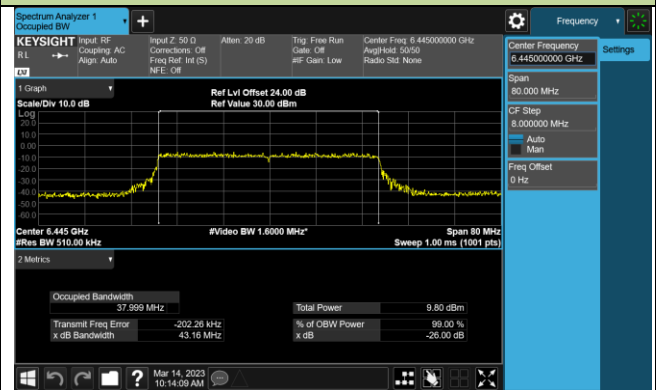 Spectrum Analyzer 1
Occupied BW
Frequency
KEYSIGHT
RL
Input: RF
Coupling: AC
Align: Auto
Input Z: 50 Ω
Corrections: Off
Freq Ref: Int (S)
NFE: Off
Atten: 20 dB
Trig: Free Run
Gate: Off
#IF Gain: Low
Center Freq: 6.445000000 GHz
Avg|Hold: 50/50
Radio Std: None
Center Frequency
6.445000000 GHz
Settings
Span
80.000 MHz
CF Step
8.000000 MHz
Auto
Man
Freq Offset
0 Hz
1 Graph
Scale/Div 10.0 dB
Ref Lvl Offset 24.00 dB
Ref Value 30.00 dBm
Log
20.0
10.0
0.00
-10.0
-20.0
-30.0
-40.0
-50.0
-60.0
Center 6.445 GHz
#Res BW 510.00 kHz
#Video BW 1.6000 MHz*
Span 80 MHz
Sweep 1.00 ms (1001 pts)
2 Metrics
Occupied Bandwidth
37.999 MHz
Total Power 9.80 dBm
Transmit Freq Error -202.26 kHz
% of OBW Power 99.00 %
x dB Bandwidth 43.16 MHz
x dB -26.00 dB
Mar 14, 2023
10:14:09 AM